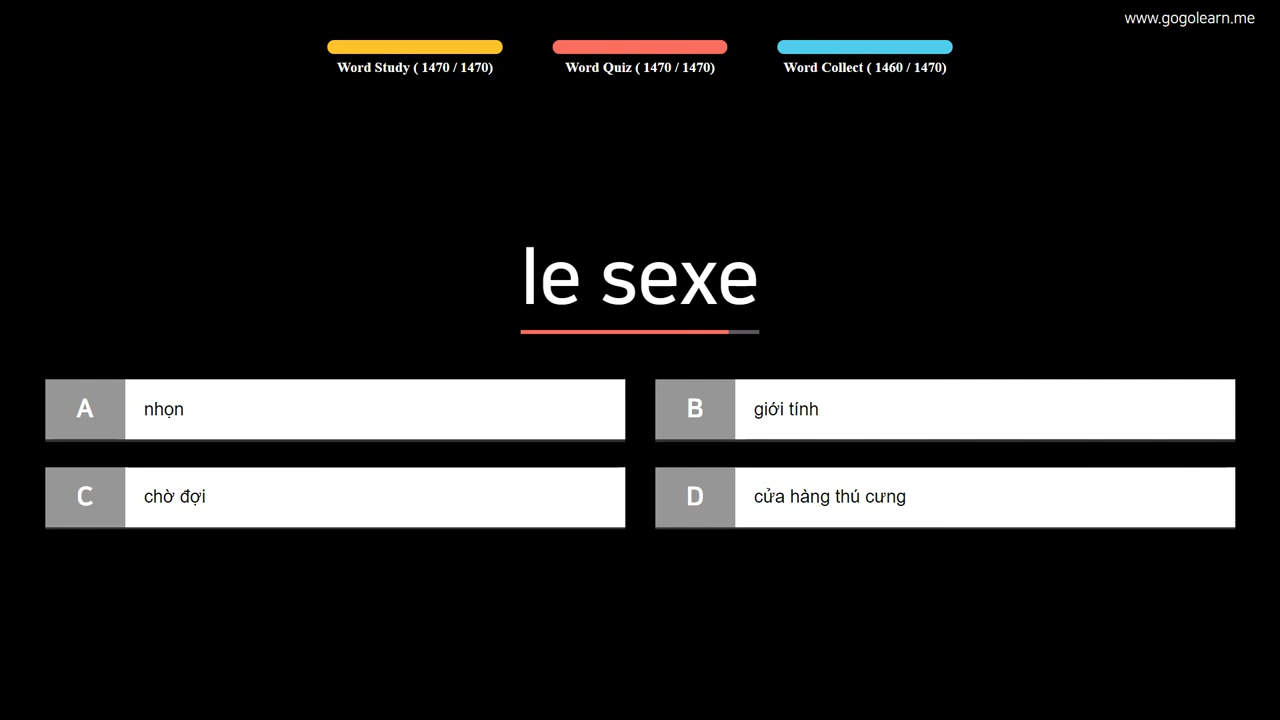 www.gogolearn.me
Word Study ( 1470 / 1470)
Word Quiz ( 1470 / 1470)
Word Collect ( 1460 / 1470)
le sexe
A nhọn
B giới tính
C chờ đợi
D cửa hàng thú cưng